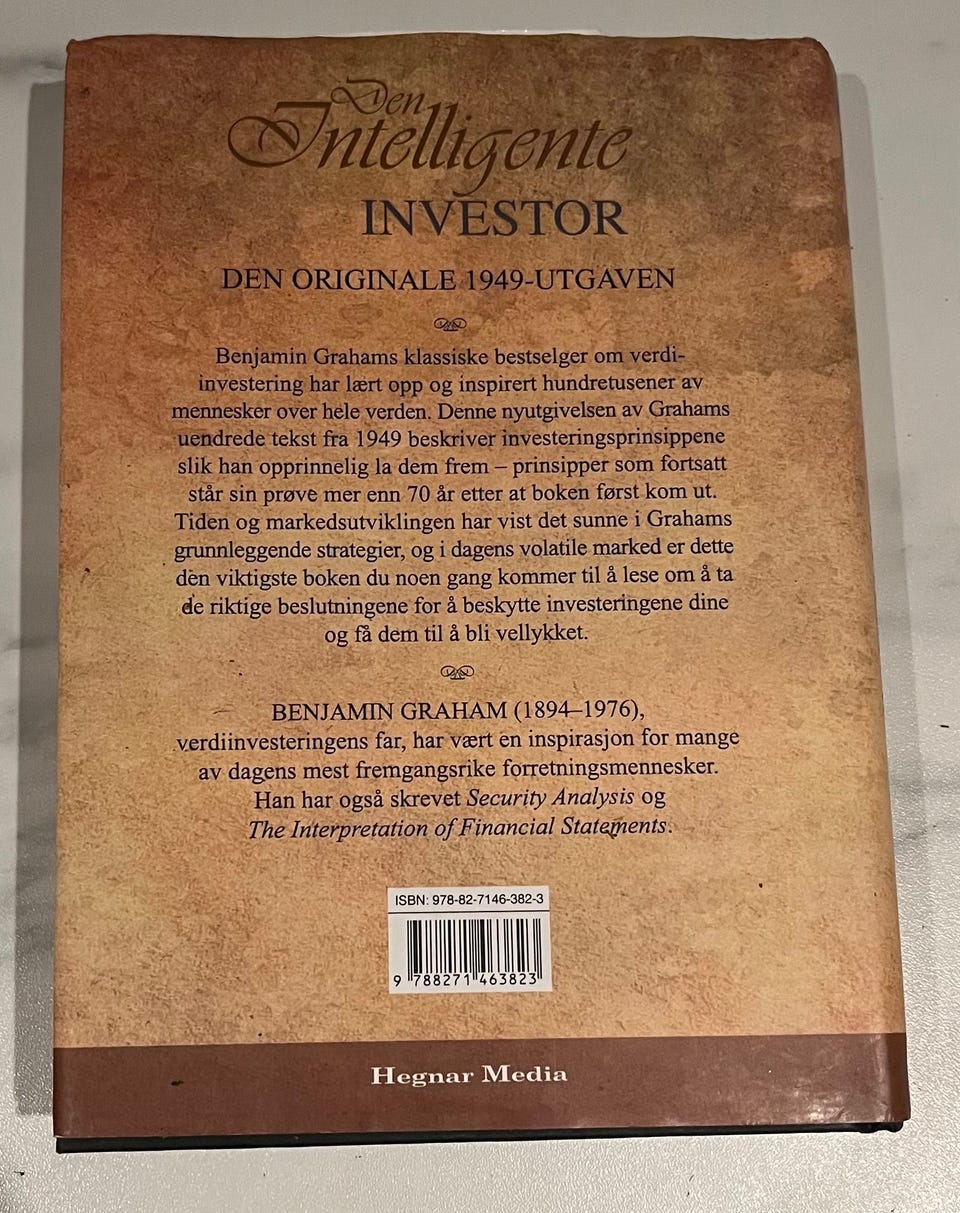 Den
Intelligente
INVESTOR
DEN ORIGINALE 1949-UTGAVEN
Benjamin Grahams klassiske bestselger om verdi-
investering har lært opp og inspirert hundretusener av
mennesker over hele verden. Denne nyutgivelsen av Grahams
uendrede tekst fra 1949 beskriver investeringsprinsippene
slik han opprinnelig la dem frem – prinsipper som fortsatt
står sin prøve mer enn 70 år etter at boken først kom ut.
Tiden og markedsutviklingen har vist det sunne i Grahams
grunnleggende strategier, og i dagens volatile marked er dette
den viktigste boken du noen gang kommer til å lese om å ta
de riktige beslutningene for å beskytte investeringene dine
og få dem til å bli vellykket.
BENJAMIN GRAHAM (1894–1976),
verdiinvesteringens far, har vært en inspirasjon for mange
av dagens mest fremgangsrike forretningsmennesker.
Han har også skrevet Security Analysis og
The Interpretation of Financial Statements.
ISBN: 978-82-7146-382-3
9 788271 463823
Hegnar Media